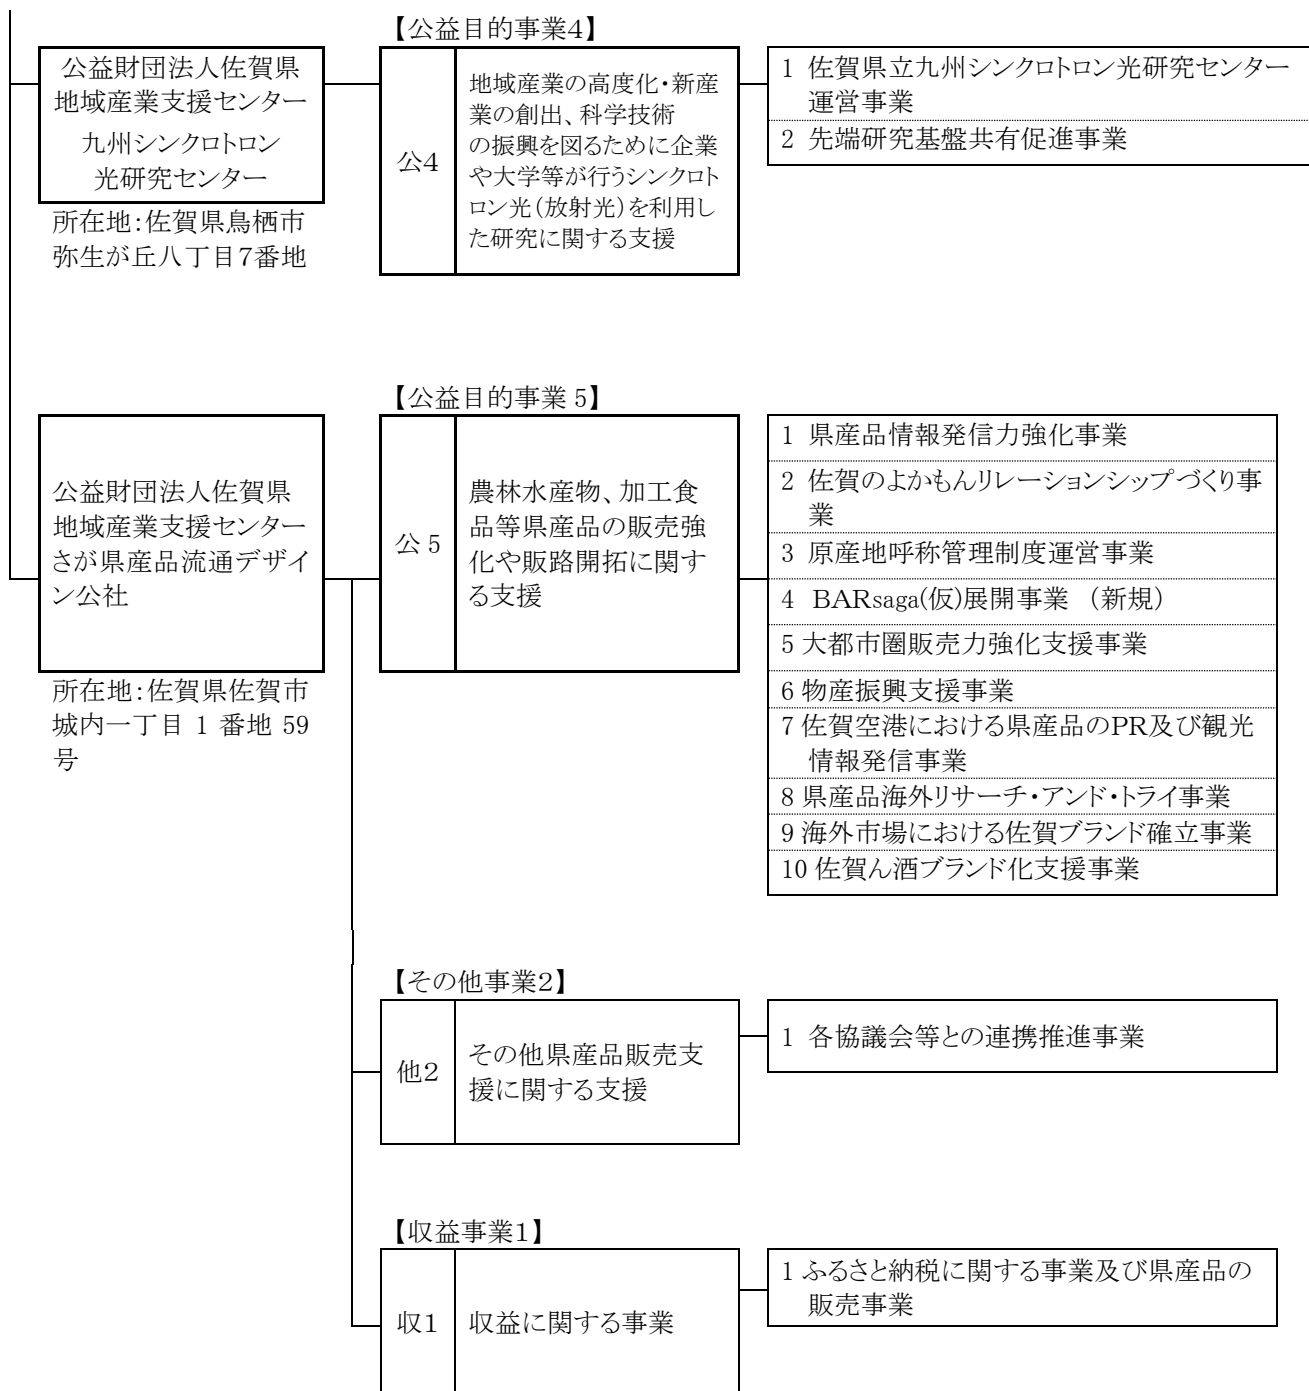 【公益目的事業4】
公益財団法人佐賀県
地域産業支援センター
九州シンクロトロン
光研究センター
所在地:佐賀県鳥栖市
弥生が丘八丁目7番地
公4
地域産業の高度化・新産
業の創出、科学技術
の振興を図るために企業
や大学等が行うシンクロト
ロン光(放射光)を利用し
た研究に関する支援
1 佐賀県立九州シンクロトロン光研究センター
運営事業
2 先端研究基盤共有促進事業
【公益目的事業 5】
公益財団法人佐賀県
地域産業支援センター
さが県産品流通デザイ
ン公社
所在地:佐賀県佐賀市
城内一丁目 1 番地 59
号
公 5
農林水産物、加工食
品等県産品の販売強
化や販路開拓に関す
る支援
1 県産品情報発信力強化事業
2 佐賀のよかもんリレーションシップづくり事
業
3 原産地呼称管理制度運営事業
4 BARsaga(仮)展開事業 (新規)
5 大都市圏販売力強化支援事業
6 物産振興支援事業
7 佐賀空港における県産品のPR及び観光
情報発信事業
8 県産品海外リサーチ・アンド・トライ事業
9 海外市場における佐賀ブランド確立事業
10 佐賀ん酒ブランド化支援事業
【その他事業2】
他2
その他県産品販売支
援に関する支援
1 各協議会等との連携推進事業
【収益事業1】
収1
収益に関する事業
1 ふるさと納税に関する事業及び県産品の
販売事業